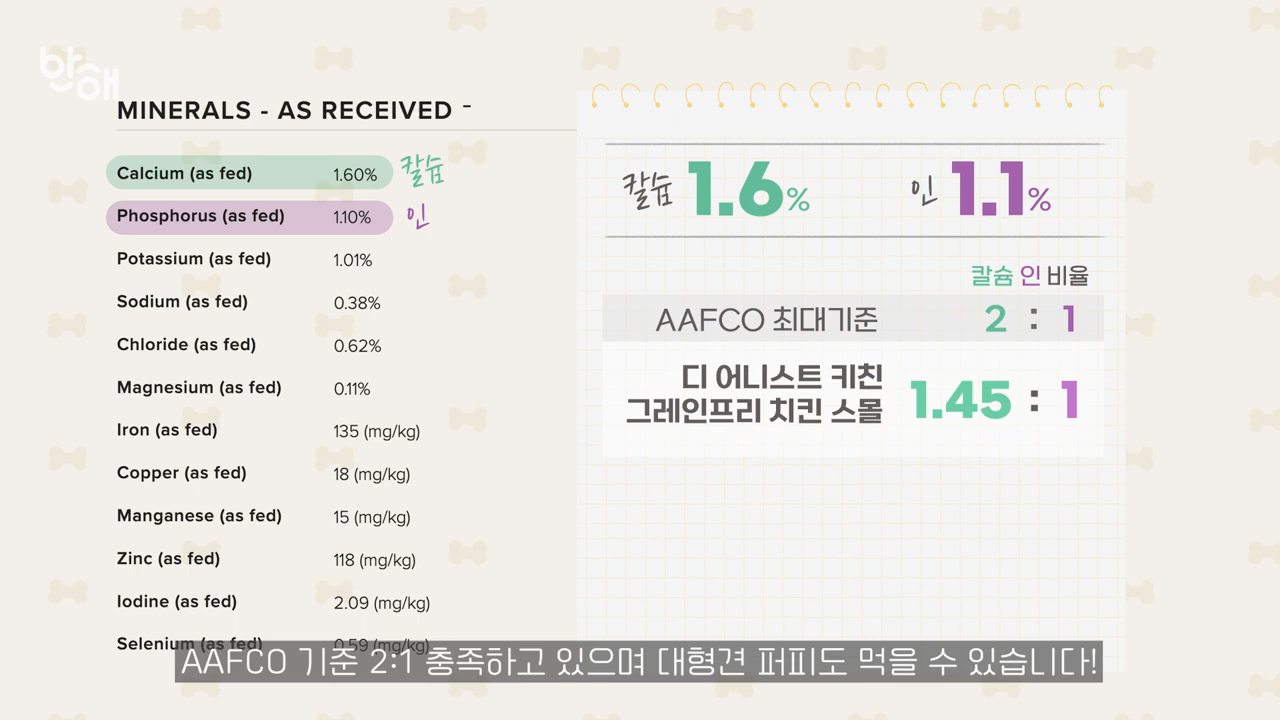 반해
MINERALS - AS RECEIVED -
Calcium (as fed) 1.60% 칼슘
Phosphorus (as fed) 1.10% 인
Potassium (as fed) 1.01%
Sodium (as fed) 0.38%
Chloride (as fed) 0.62%
Magnesium (as fed) 0.11%
Iron (as fed) 135 (mg/kg)
Copper (as fed) 18 (mg/kg)
Manganese (as fed) 15 (mg/kg)
Zinc (as fed) 118 (mg/kg)
Iodine (as fed) 2.09 (mg/kg)
Selenium (as fed) 0.59 (mg/kg)
칼슘 1.6% 인 1.1%
칼슘 인 비율
AAFCO 최대기준 2 : 1
디 어니스트 키친
그레인프리 치킨 스몰 1.45 : 1
AAFCO 기준 2:1 충족하고 있으며 대형견 퍼피도 먹을 수 있습니다!